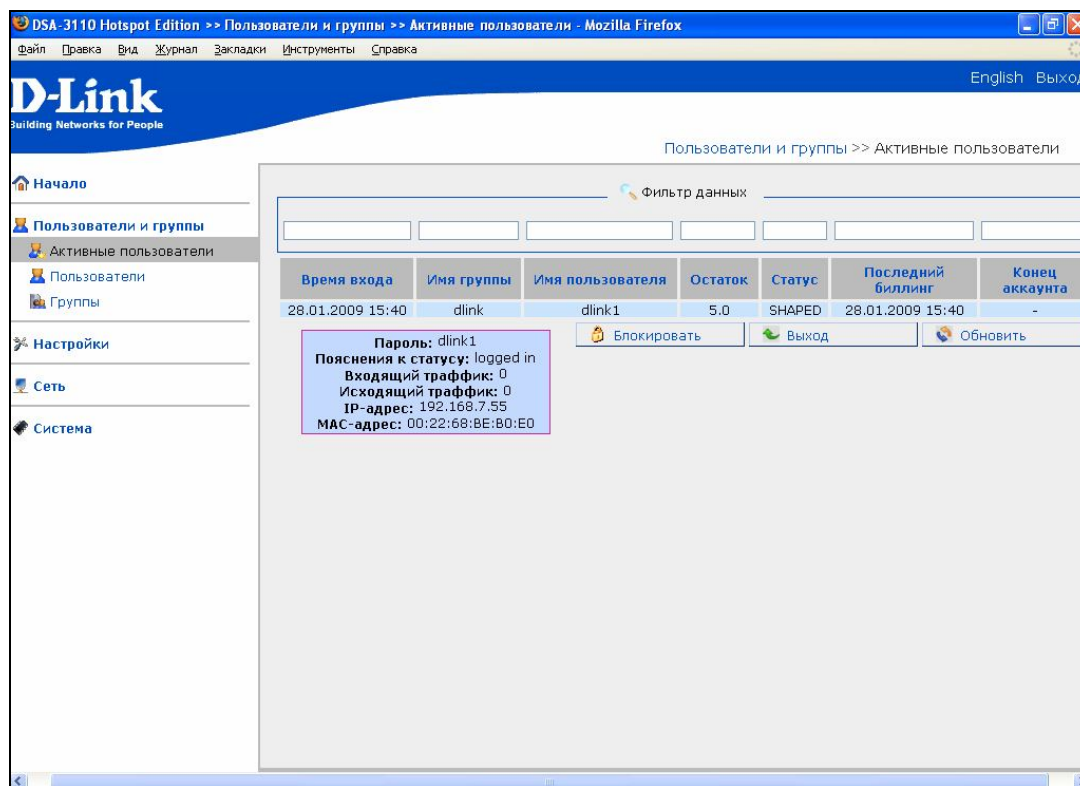 DSA-3110 Hotspot Edition >> Пользователи и группы >> Активные пользователи - Mozilla Firefox
Файл Правка Вид Журнал Закладки Инструменты Справка
English Выход
D-Link
Building Networks for People
Пользователи и группы >> Активные пользователи
Начало
Фильтр данных
Пользователи и группы
Активные пользователи
Пользователи
Группы
Настройки
Сеть
Система
Время входа Имя группы Имя пользователя Остаток Статус Последний биллинг Конец аккаунта
28.01.2009 15:40 dlink dlink1 5.0 SHAPED 28.01.2009 15:40 -
Блокировать Выход Обновить
Пароль: dlink1
Пояснения к статусу: logged in
Входящий траффик: 0
Исходящий траффик: 0
IP-адрес: 192.168.7.55
MAC-адрес: 00:22:68:BE:B0:E0